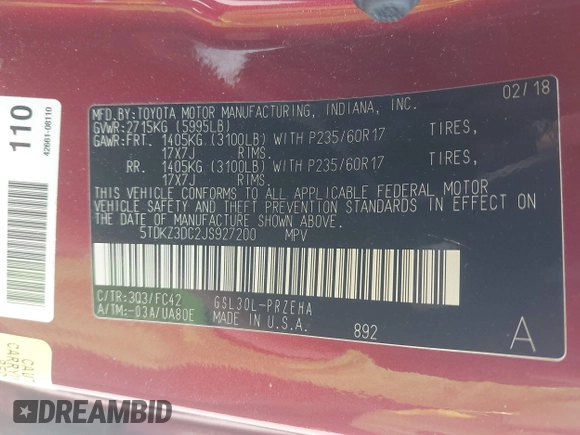 110
42661-08110
MFD.BY:TOYOTA MOTOR MANUFACTURING, INDIANA, INC. 02/18
GVWR:2715KG (5995LB)
GAWR:FRT. 1405KG (3100LB) WITH P235/60R17 TIRES,
17X7J RIMS.
RR. 1405KG (3100LB) WITH P235/60R17 TIRES,
17X7J RIMS.
THIS VEHICLE CONFORMS TO ALL APPLICABLE FEDERAL MOTOR
VEHICLE SAFETY AND THEFT PREVENTION STANDARDS IN EFFECT ON
THE DATE OF MANUFACTURE SHOWN ABOVE.
5TDKZ3DC2JS927200 MPV
C/TR:3Q3/FC42 GSL30L-PRZEHA
A/TM:-03A/UA80E MADE IN U.S.A. 892 A
DREAMBID